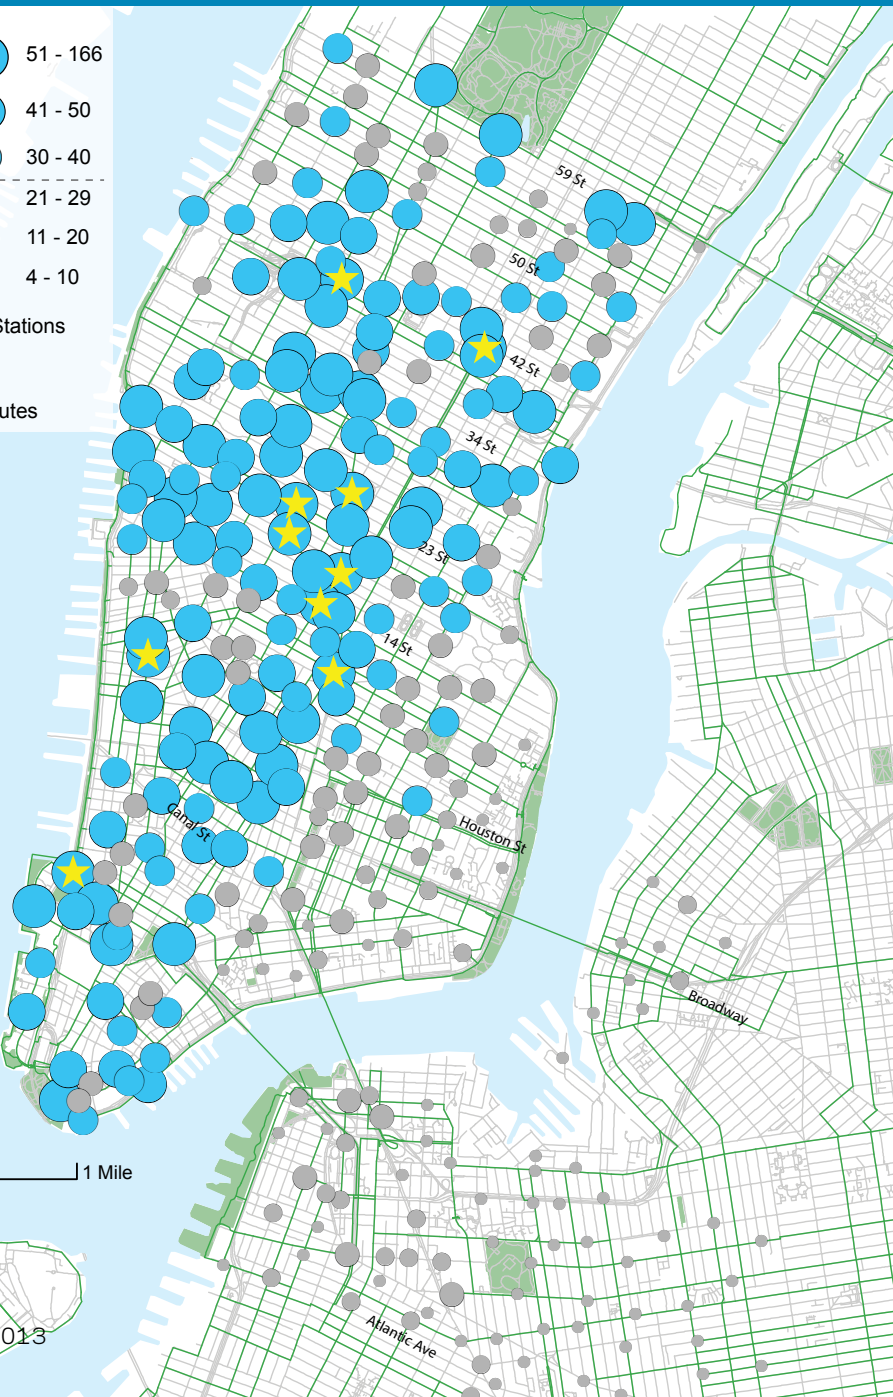 51 - 166
41 - 50
30 - 40
21 - 29
11 - 20
4 - 10
Stations
utes
59 St
50 St
42 St
34 St
23 St
14 St
Canal St
Houston St
Broadway
1 Mile
013
Atlantic Ave